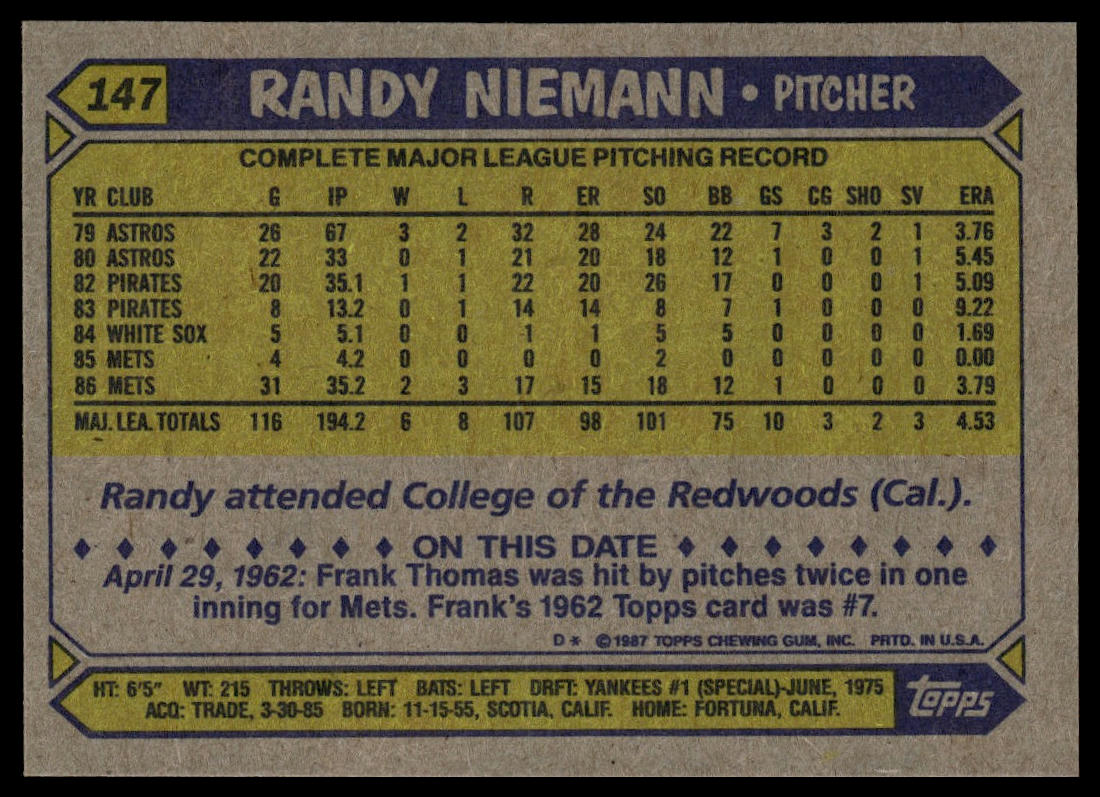 147 RANDY NIEMANN • PITCHER
COMPLETE MAJOR LEAGUE PITCHING RECORD
YR CLUB G IP W L R ER SO BB GS CG SHO SV ERA
79 ASTROS 26 67 3 2 32 28 24 22 7 3 2 1 3.76
80 ASTROS 22 33 0 1 21 20 18 12 1 0 0 1 5.45
82 PIRATES 20 35.1 1 1 22 20 26 17 0 0 0 1 5.09
83 PIRATES 8 13.2 0 1 14 14 8 7 1 0 0 0 9.22
84 WHITE SOX 5 5.1 0 0 1 1 5 5 0 0 0 0 1.69
85 METS 4 4.2 0 0 0 0 2 0 0 0 0 0 0.00
86 METS 31 35.2 2 3 17 15 18 12 1 0 0 0 3.79
MAJ. LEA. TOTALS 116 194.2 6 8 107 98 101 75 10 3 2 3 4.53
Randy attended College of the Redwoods (Cal.).
ON THIS DATE
April 29, 1962: Frank Thomas was hit by pitches twice in one
inning for Mets. Frank's 1962 Topps card was #7.
D* ©1987 TOPPS CHEWING GUM, INC. PRTD. IN U.S.A.
HT: 6'5" WT: 215 THROWS: LEFT BATS: LEFT DRFT: YANKEES #1 (SPECIAL)-JUNE, 1975
ACQ: TRADE, 3-30-85 BORN: 11-15-55, SCOTIA, CALIF. HOME: FORTUNA, CALIF.
topps